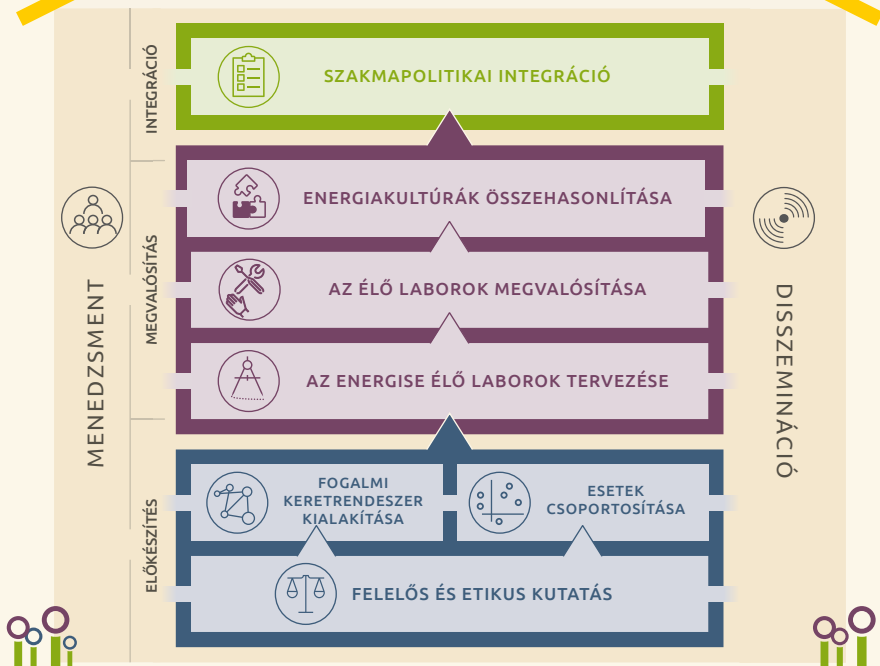 INTEGRÁCIÓ
SZAKMAPOLITIKAI INTEGRÁCIÓ
MENEDZSMENT
MEGVALÓSÍTÁS
ENERGIAKULTÚRÁK ÖSSZEHASONLÍTÁSA
AZ ÉLŐ LABOROK MEGVALÓSÍTÁSA
AZ ENERGISE ÉLŐ LABOROK TERVEZÉSE
DISSZEMINÁCIÓ
ELŐKÉSZÍTÉS
FOGALMI
KERETRENDESZER
KIALAKÍTÁSA
ESETEK
CSOPORTOSÍTÁSA
FELELŐS ÉS ETIKUS KUTATÁS